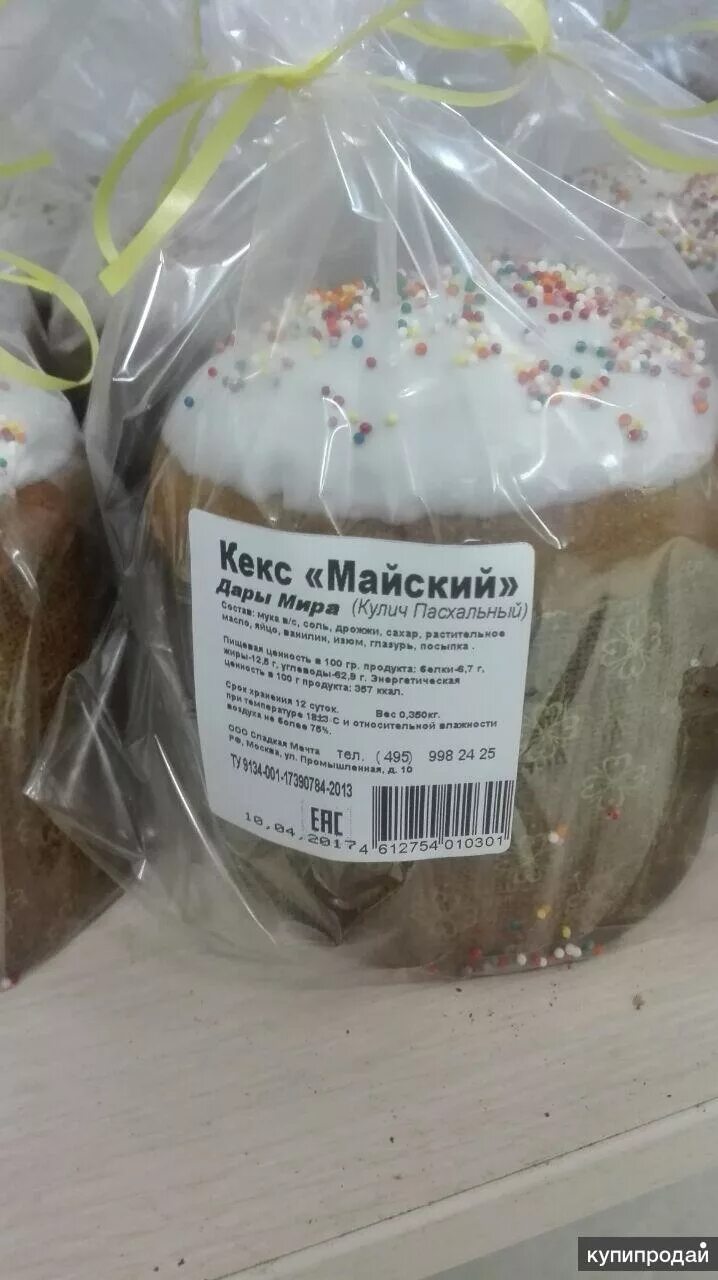 Кекс «Майский»
Дары Мира (Кулич Пасхальный)
Состав: мука в/с, соль, дрожжи, сахар, растительное
масло, яйцо, ванилин, изюм, глазурь, посыпка .
Пищевая ценность в 100 гр. продукта: белки-6,7 г,
жиры-12,8 г, углеводы-62,9 г. Энергетическая
ценность в 100 г продукта: 357 ккал.
Срок хранения 12 суток. Вес 0,350кг.
при температуре 18±3 С и относительной влажности
воздуха не более 75%.
ООО Сладкая Мечта тел. (495) 998 24 25
РФ, Москва, ул. Промышленная, д. 10
ТУ 9134-001-17390784-2013
EAC
10.04.2017
4 612754 010301
купипродай